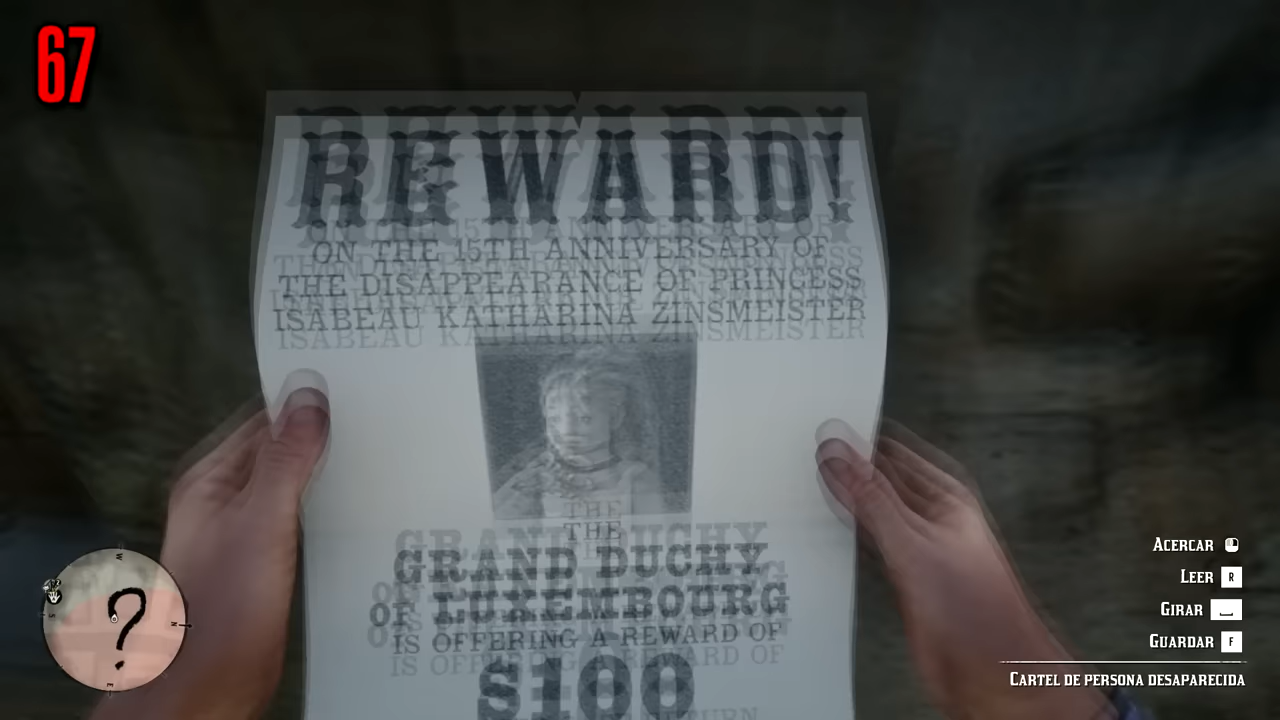 67
REWARD!
ON THE 15TH ANNIVERSARY OF
THE DISAPPEARANCE OF PRINCESS
ISABEAU KATHARINA ZINSMEISTER
THE
GRAND DUCHY
OF LUXEMBOURG
IS OFFERING A REWARD OF
$100
RETURN
ACERCAR
LEER R
GIRAR
GUARDAR F
CARTEL DE PERSONA DESAPARECIDA